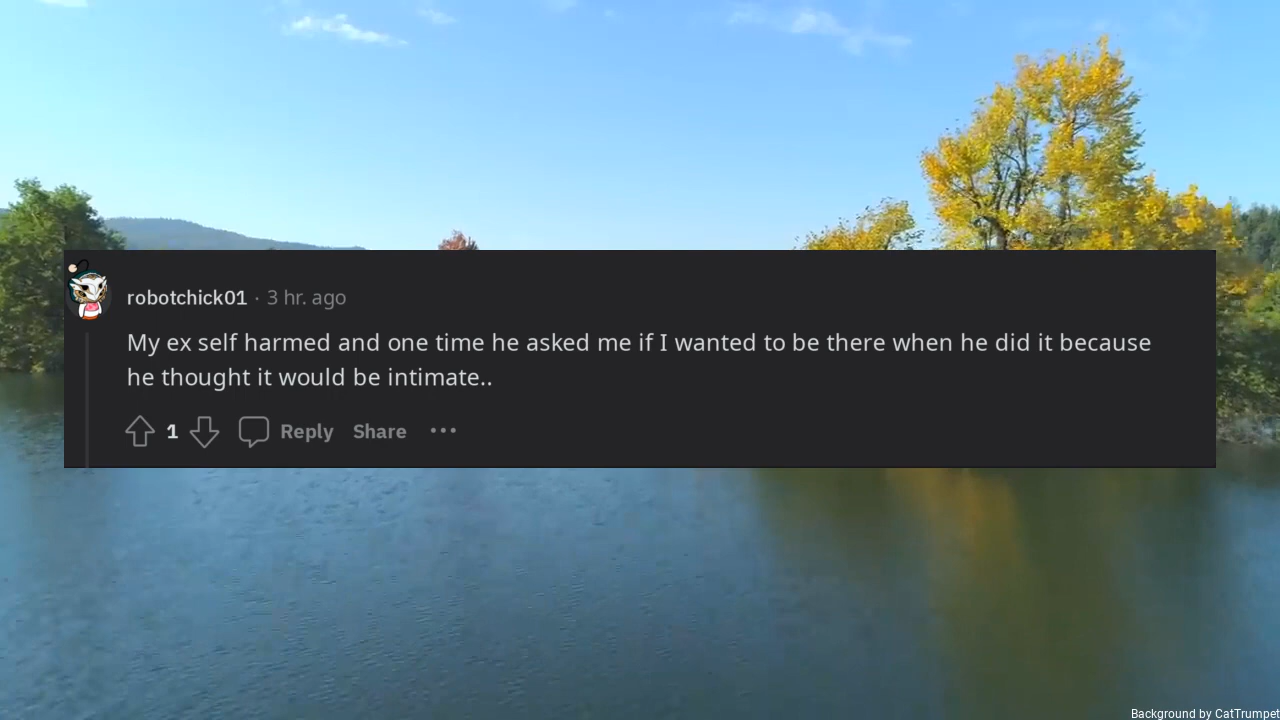 robotchick01 · 3 hr. ago
My ex self harmed and one time he asked me if I wanted to be there when he did it because
he thought it would be intimate..
1 Reply Share •••
Background by CatTrumpet